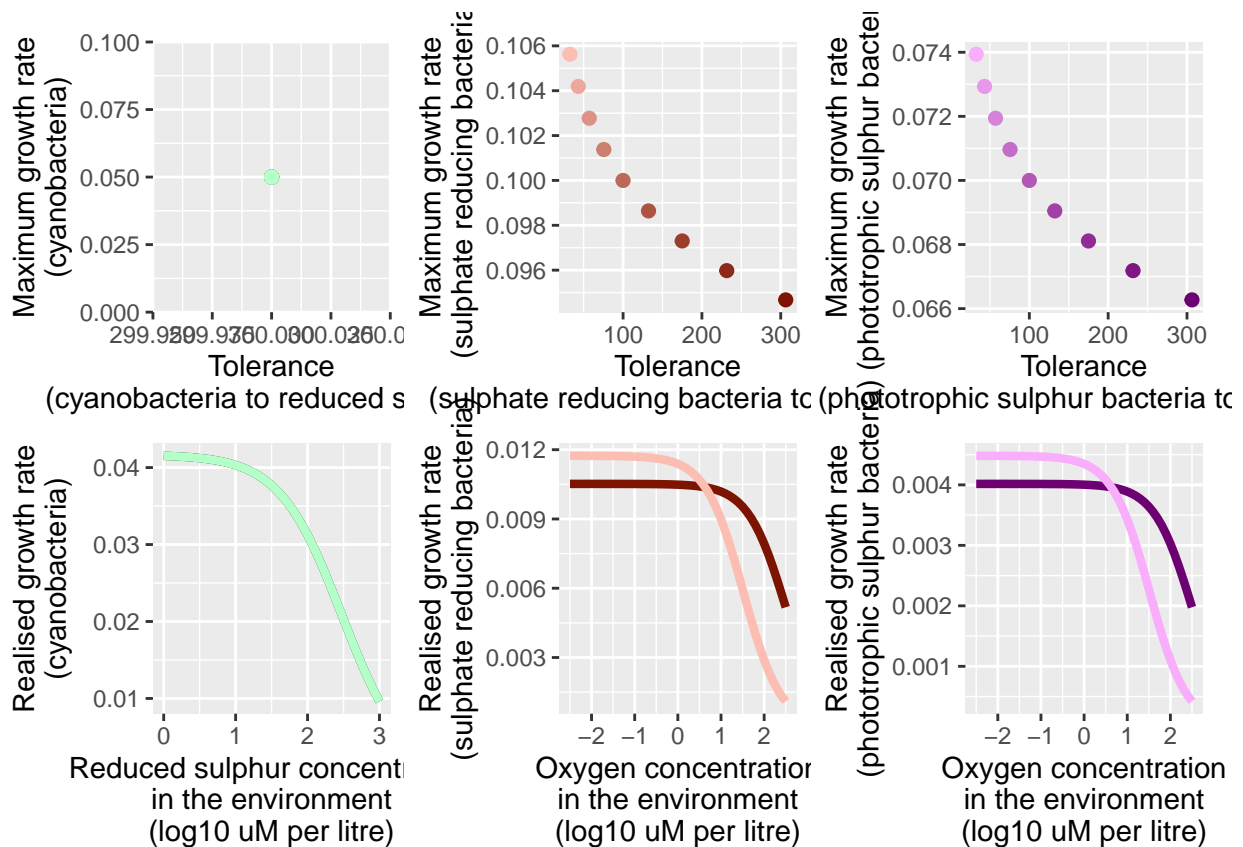 Maximum growth rate
(cyanobacteria)
0.100
0.075
0.050
0.025
0.000
Tolerance
(cyanobacteria to reduced s
Maximum growth rate
(sulphate reducing bacteria
0.106
0.104
0.102
0.100
0.098
0.096
100 200 300
Tolerance
(sulphate reducing bacteria to
Maximum growth rate
(phototrophic sulphur bacteri
0.074
0.072
0.070
0.068
0.066
100 200 300
Tolerance
(phototrophic sulphur bacteria to
Realised growth rate
(cyanobacteria)
0.04
0.03
0.02
0.01
0 1 2 3
Reduced sulphur concentr
in the environment
(log10 uM per litre)
Realised growth rate
(sulphate reducing bacteria)
0.012
0.009
0.006
0.003
−2 −1 0 1 2
Oxygen concentration
in the environment
(log10 uM per litre)
Realised growth rate
(phototrophic sulphur bacteria)
0.004
0.003
0.002
0.001
−2 −1 0 1 2
Oxygen concentration
in the environment
(log10 uM per litre)